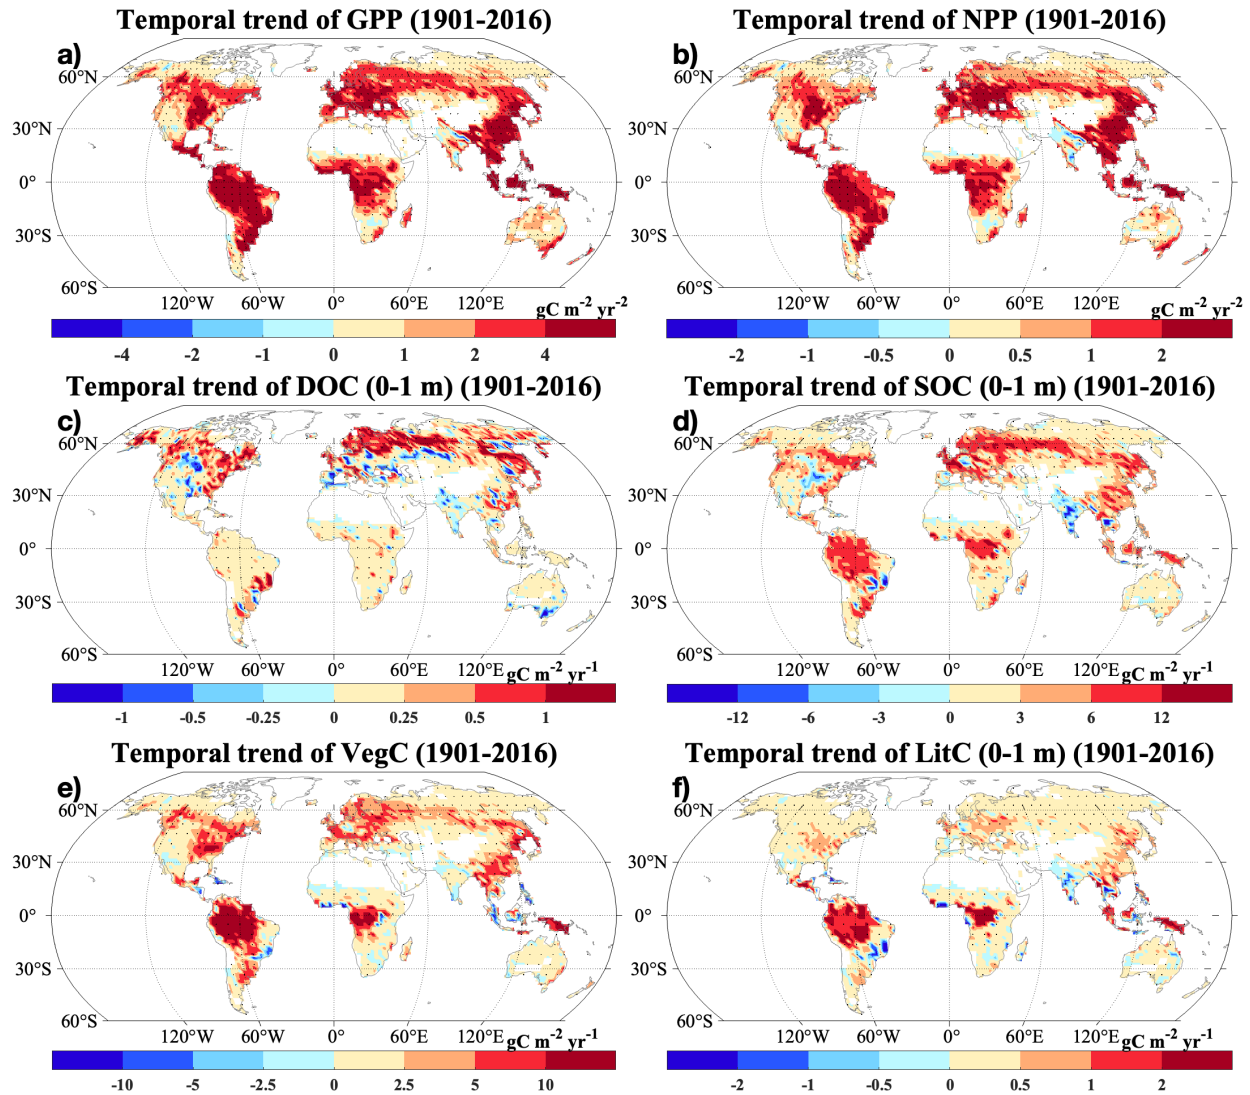 Temporal trend of GPP (1901-2016)
a)
60°N
30°N
0°
30°S
60°S
120°W 60°W 0° 60°E 120°E
gC m-2 yr-2
-4 -2 -1 0 1 2 4
Temporal trend of NPP (1901-2016)
b)
60°N
30°N
0°
30°S
60°S
120°W 60°W 0° 60°E 120°E
gC m-2 yr-2
-2 -1 -0.5 0 0.5 1 2
Temporal trend of DOC (0-1 m) (1901-2016)
c)
60°N
30°N
0°
30°S
60°S
120°W 60°W 0° 60°E 120°E
gC m-2 yr-1
-1 -0.5 -0.25 0 0.25 0.5 1
Temporal trend of SOC (0-1 m) (1901-2016)
d)
60°N
30°N
0°
30°S
60°S
120°W 60°W 0° 60°E 120°E
gC m-2 yr-1
-12 -6 -3 0 3 6 12
Temporal trend of VegC (1901-2016)
e)
60°N
30°N
0°
30°S
60°S
120°W 60°W 0° 60°E 120°E
gC m-2 yr-1
-10 -5 -2.5 0 2.5 5 10
Temporal trend of LitC (0-1 m) (1901-2016)
f)
60°N
30°N
0°
30°S
60°S
120°W 60°W 0° 60°E 120°E
gC m-2 yr-1
-2 -1 -0.5 0 0.5 1 2